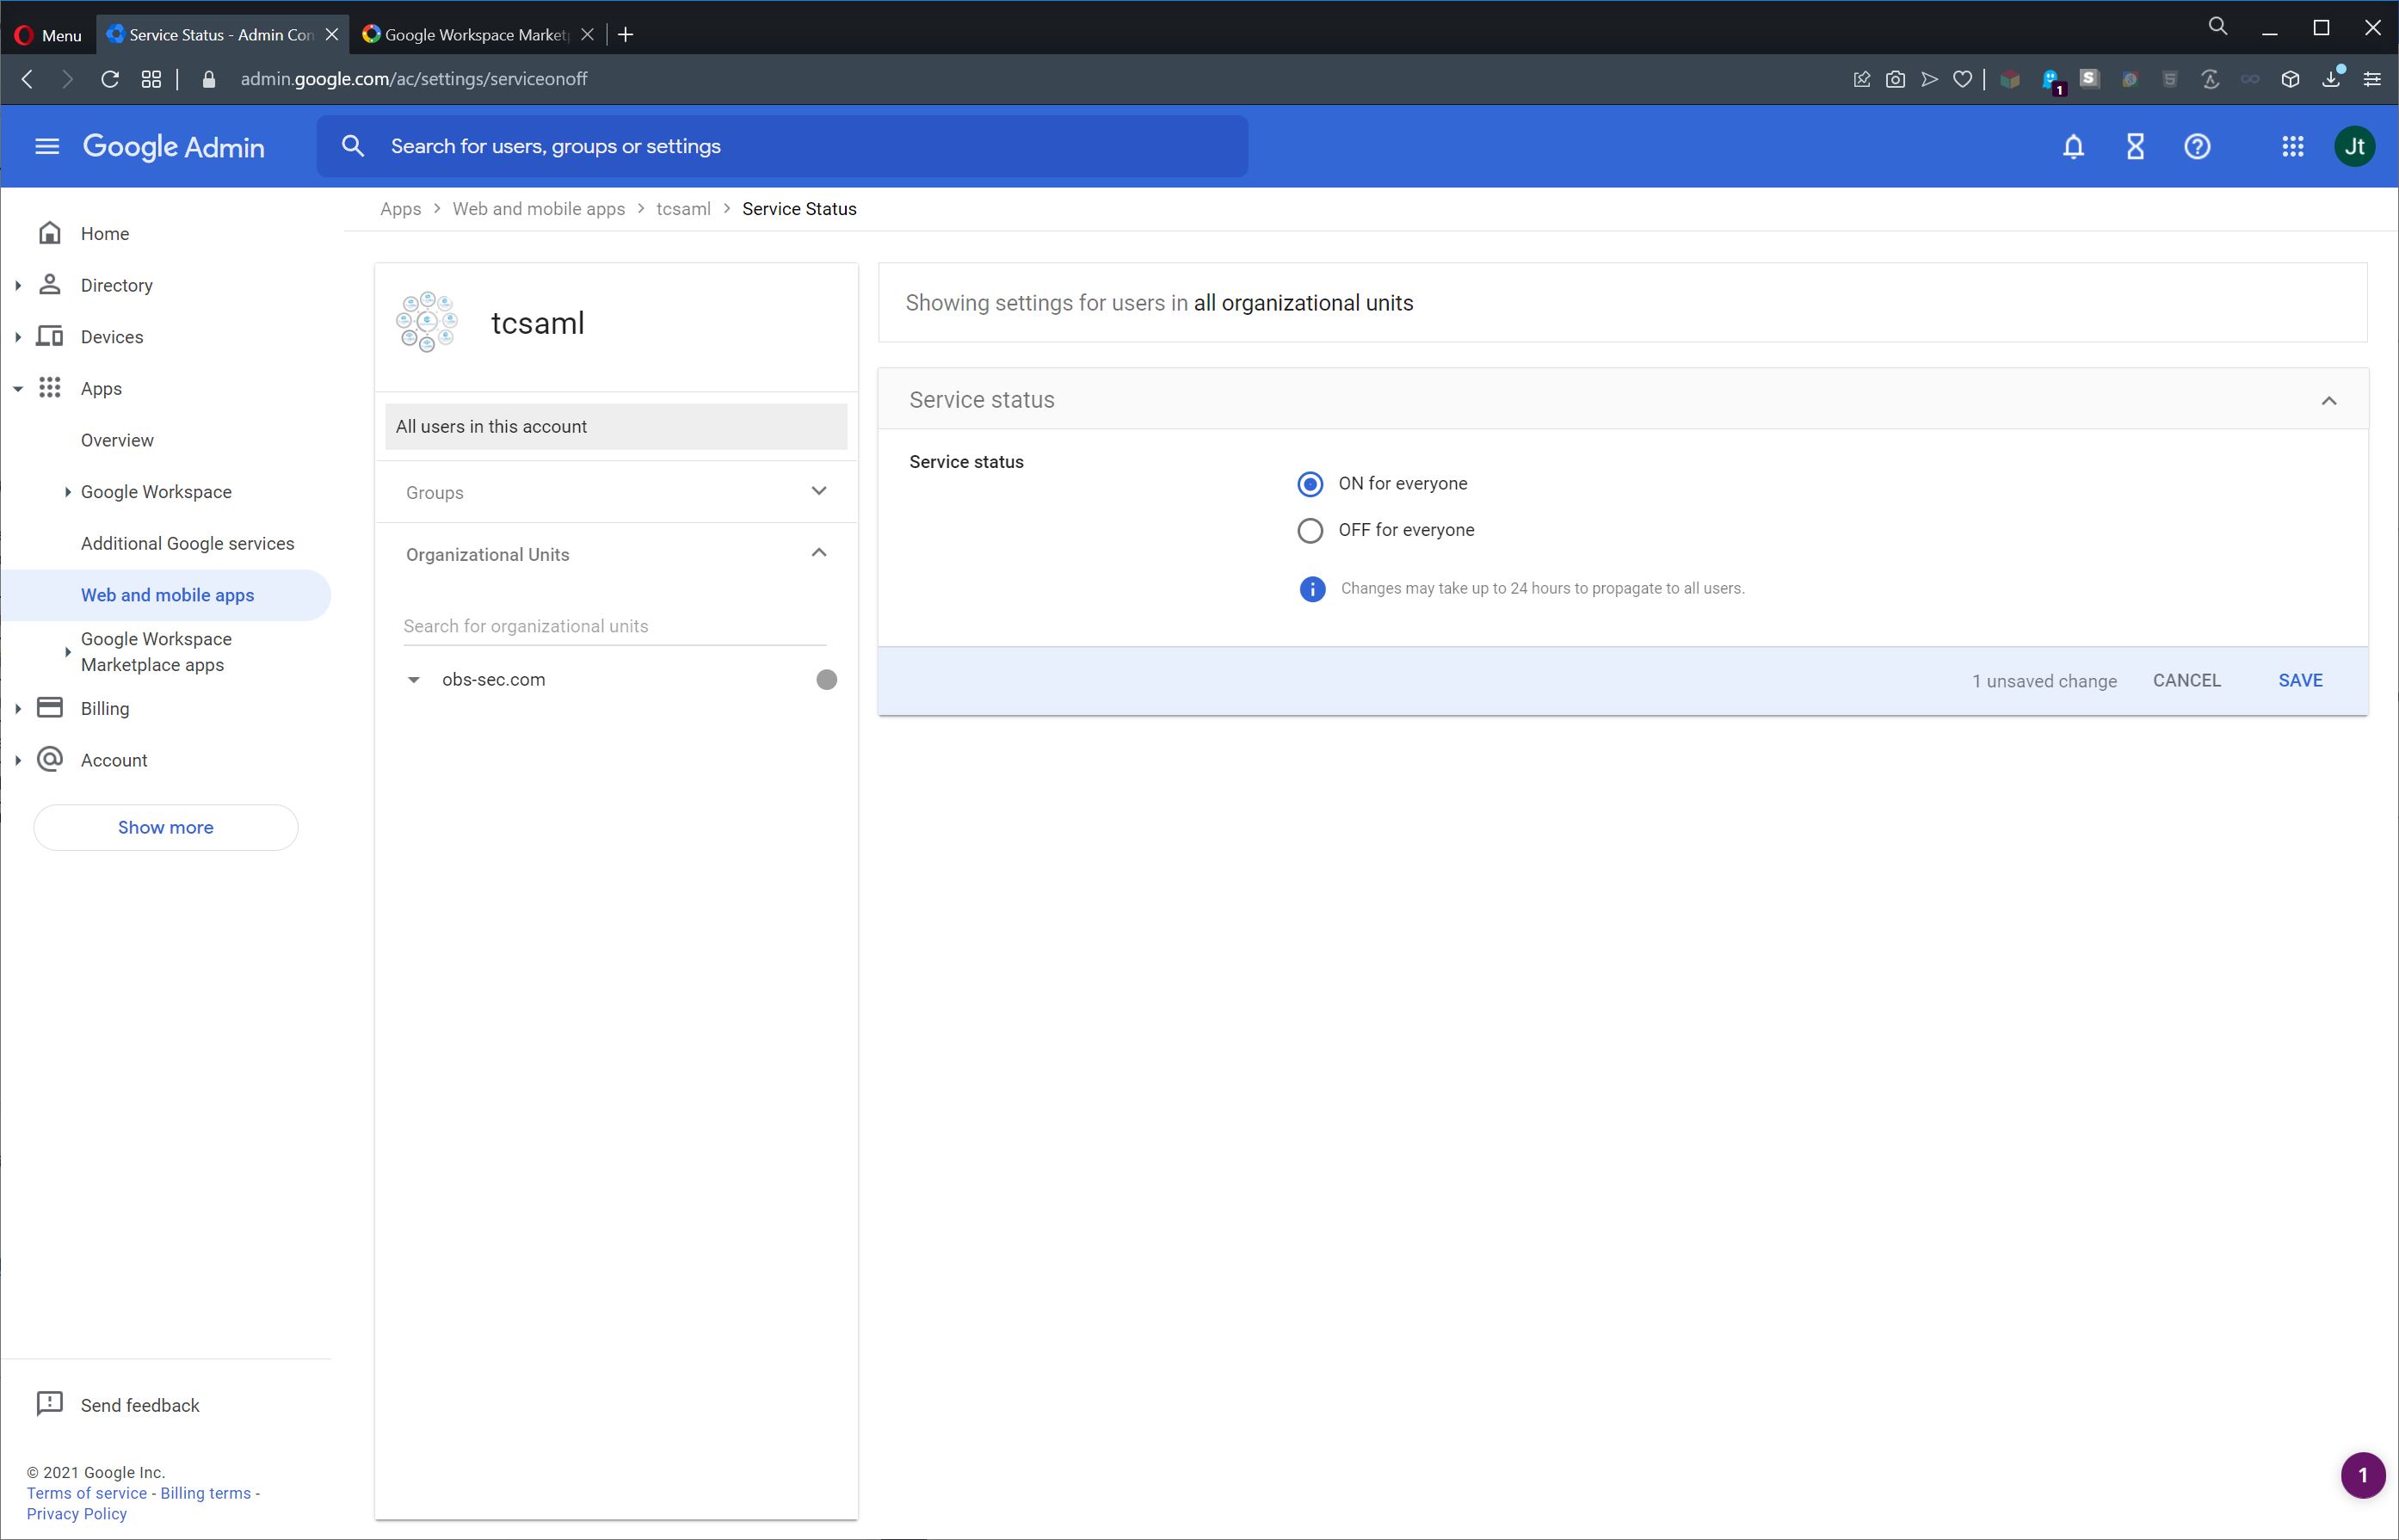 Menu
Service Status - Admin Con
Google Workspace Market
admin.google.com/ac/settings/serviceonoff
1
S
5
Google Admin
Search for users, groups or settings
Jt
Home
Directory
Devices
Apps
Overview
Google Workspace
Additional Google services
Web and mobile apps
Google Workspace
Marketplace apps
Billing
Account
Show more
Send feedback
© 2021 Google Inc.
Terms of service - Billing terms -
Privacy Policy
Apps > Web and mobile apps > tcsaml > Service Status
tcsaml
All users in this account
Groups
Organizational Units
Search for organizational units
obs-sec.com
Showing settings for users in all organizational units
Service status
Service status
ON for everyone
OFF for everyone
Changes may take up to 24 hours to propagate to all users.
1 unsaved change CANCEL SAVE
1